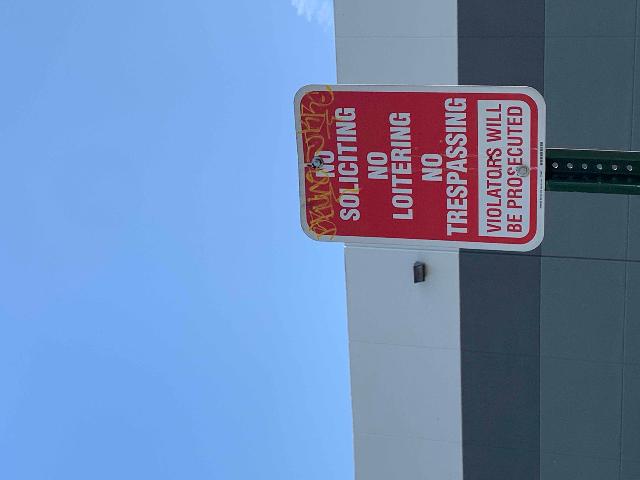 NO
SOLICITING
NO
LOITERING
NO
TRESPASSING
VIOLATORS WILL
BE PROSECUTED